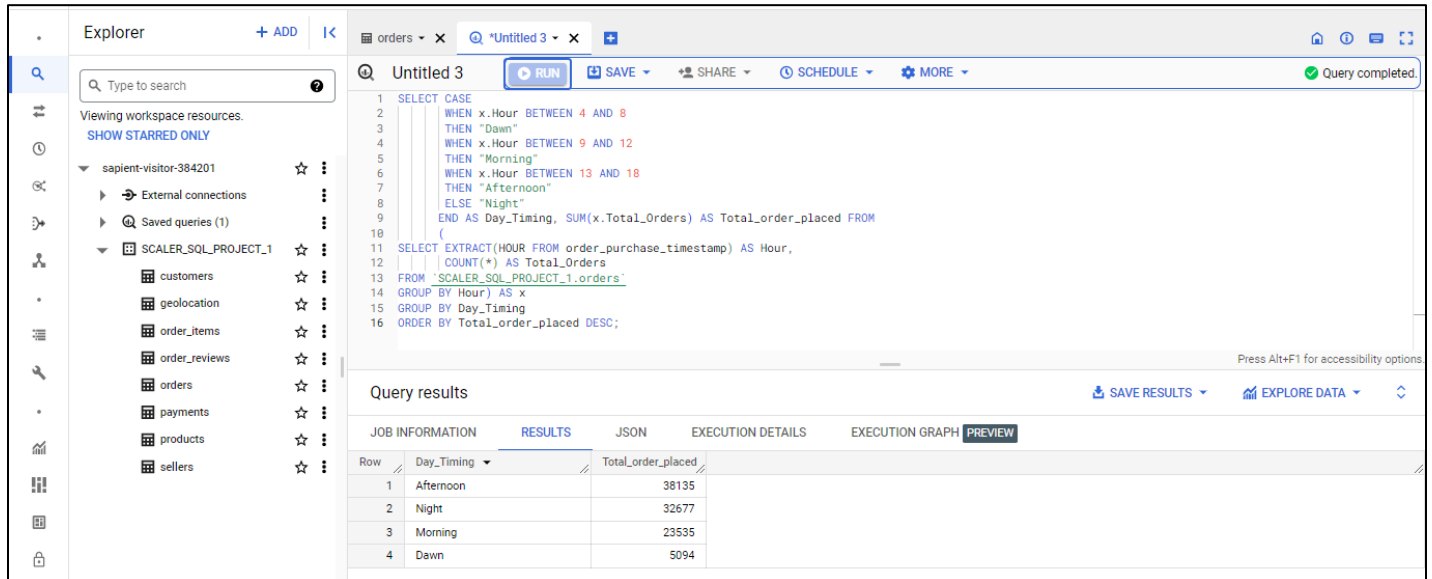 Explorer
+ ADD
orders
*Untitled 3
Type to search
Viewing workspace resources.
SHOW STARRED ONLY
sapient-visitor-384201
External connections
Saved queries (1)
SCALER_SQL_PROJECT_1
customers
geolocation
order_items
order_reviews
orders
payments
products
sellers
Untitled 3
RUN
SAVE
SHARE
SCHEDULE
MORE
Query completed.
1 SELECT CASE
2 WHEN x.Hour BETWEEN 4 AND 8
3 THEN "Dawn"
4 WHEN x.Hour BETWEEN 9 AND 12
5 THEN "Morning"
6 WHEN x.Hour BETWEEN 13 AND 18
7 THEN "Afternoon"
8 ELSE "Night"
9 END AS Day_Timing, SUM(x.Total_Orders) AS Total_order_placed FROM
10 (
11 SELECT EXTRACT(HOUR FROM order_purchase_timestamp) AS Hour,
12 COUNT(*) AS Total_Orders
13 FROM `SCALER_SQL_PROJECT_1.orders`
14 GROUP BY Hour) AS x
15 GROUP BY Day_Timing
16 ORDER BY Total_order_placed DESC;
Press Alt+F1 for accessibility options.
Query results
SAVE RESULTS
EXPLORE DATA
JOB INFORMATION
RESULTS
JSON
EXECUTION DETAILS
EXECUTION GRAPH PREVIEW
Row Day_Timing Total_order_placed
1 Afternoon 38135
2 Night 32677
3 Morning 23535
4 Dawn 5094